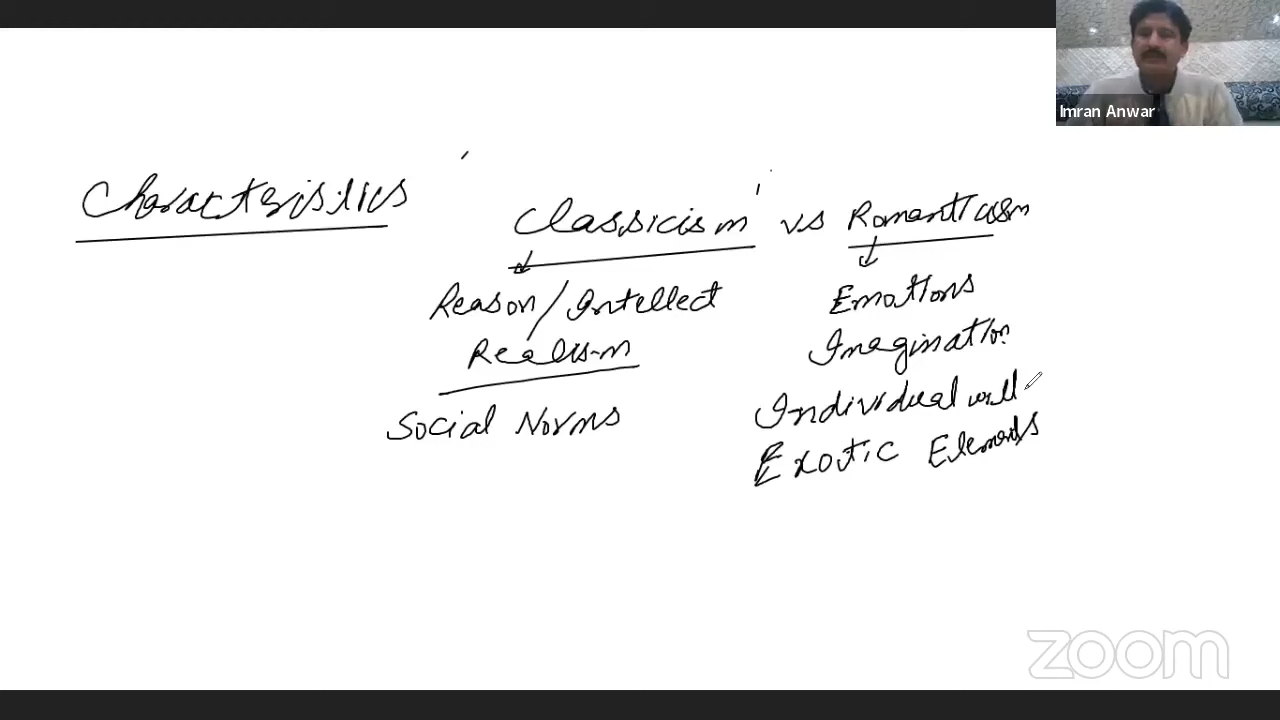 Imran Anwar
Characteristics
Classicism vs Romanticism
Reason/Intellect
Emotions
Realism
Imagination
Social Norms
Individual will
Exotic Elements
zoom